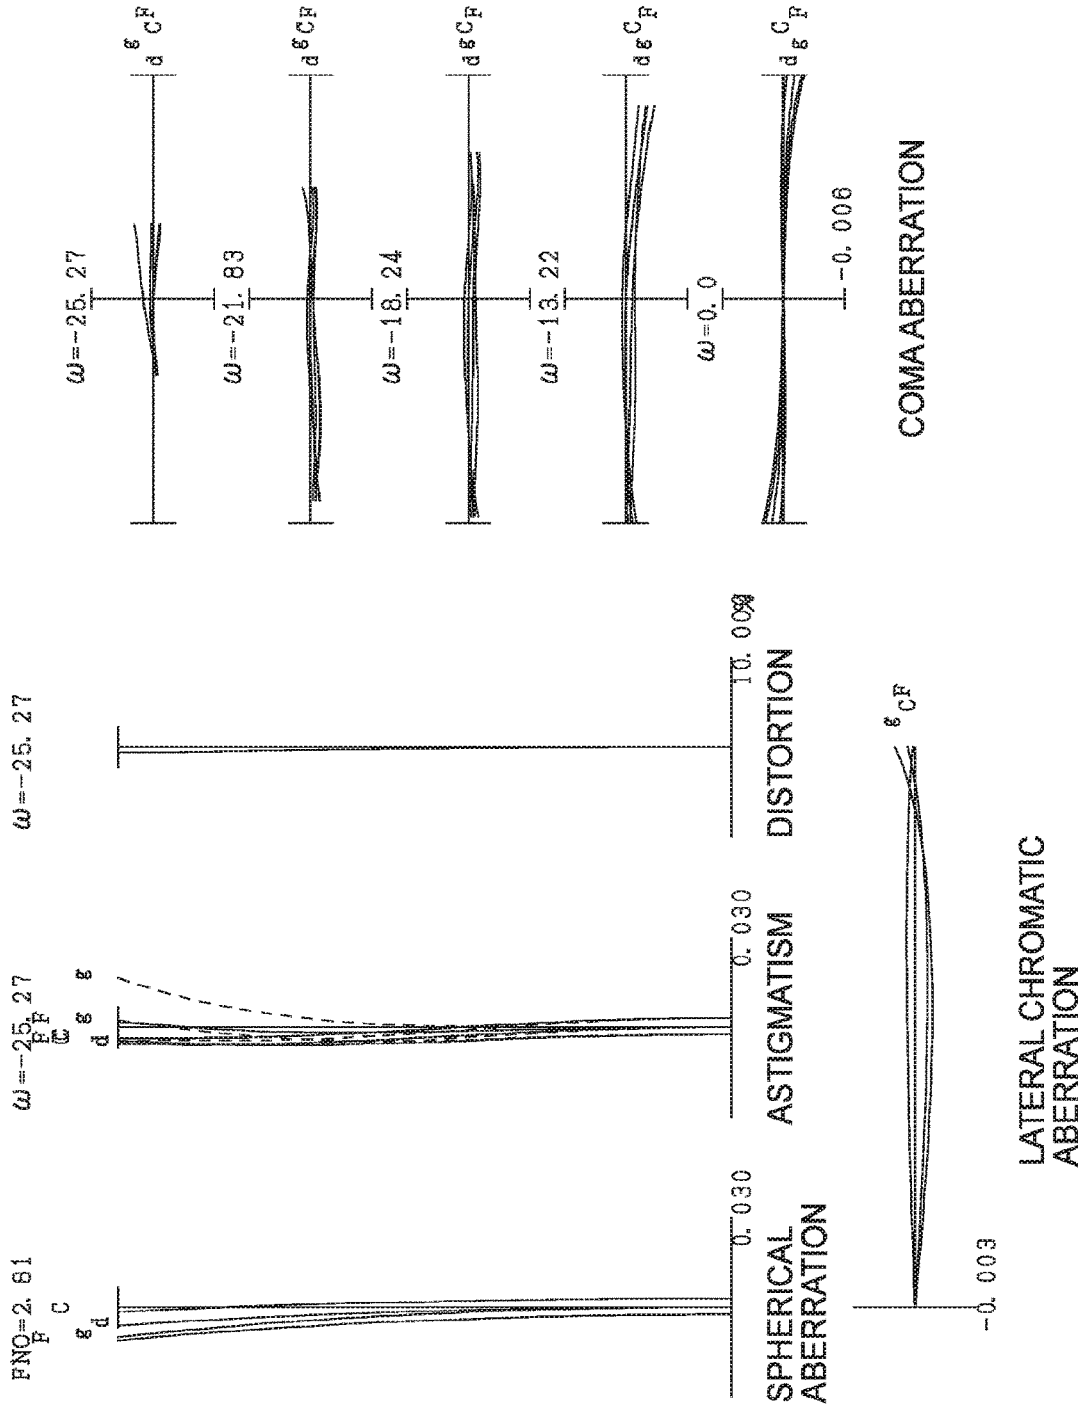 FNO=2.81
F C
g d
0.030
SPHERICAL
ABERRATION
ω=-25.27
F F
C
d g g
0.030
ASTIGMATISM
ω=-25.27
10.00%
DISTORTION
ω=-25.27
d g C F
ω=-21.83
d g C F
ω=-18.24
d g C F
ω=-13.22
d g C F
ω=0.0
d g C F
-0.006
COMA ABERRATION
g C F
-0.003
LATERAL CHROMATIC
ABERRATION